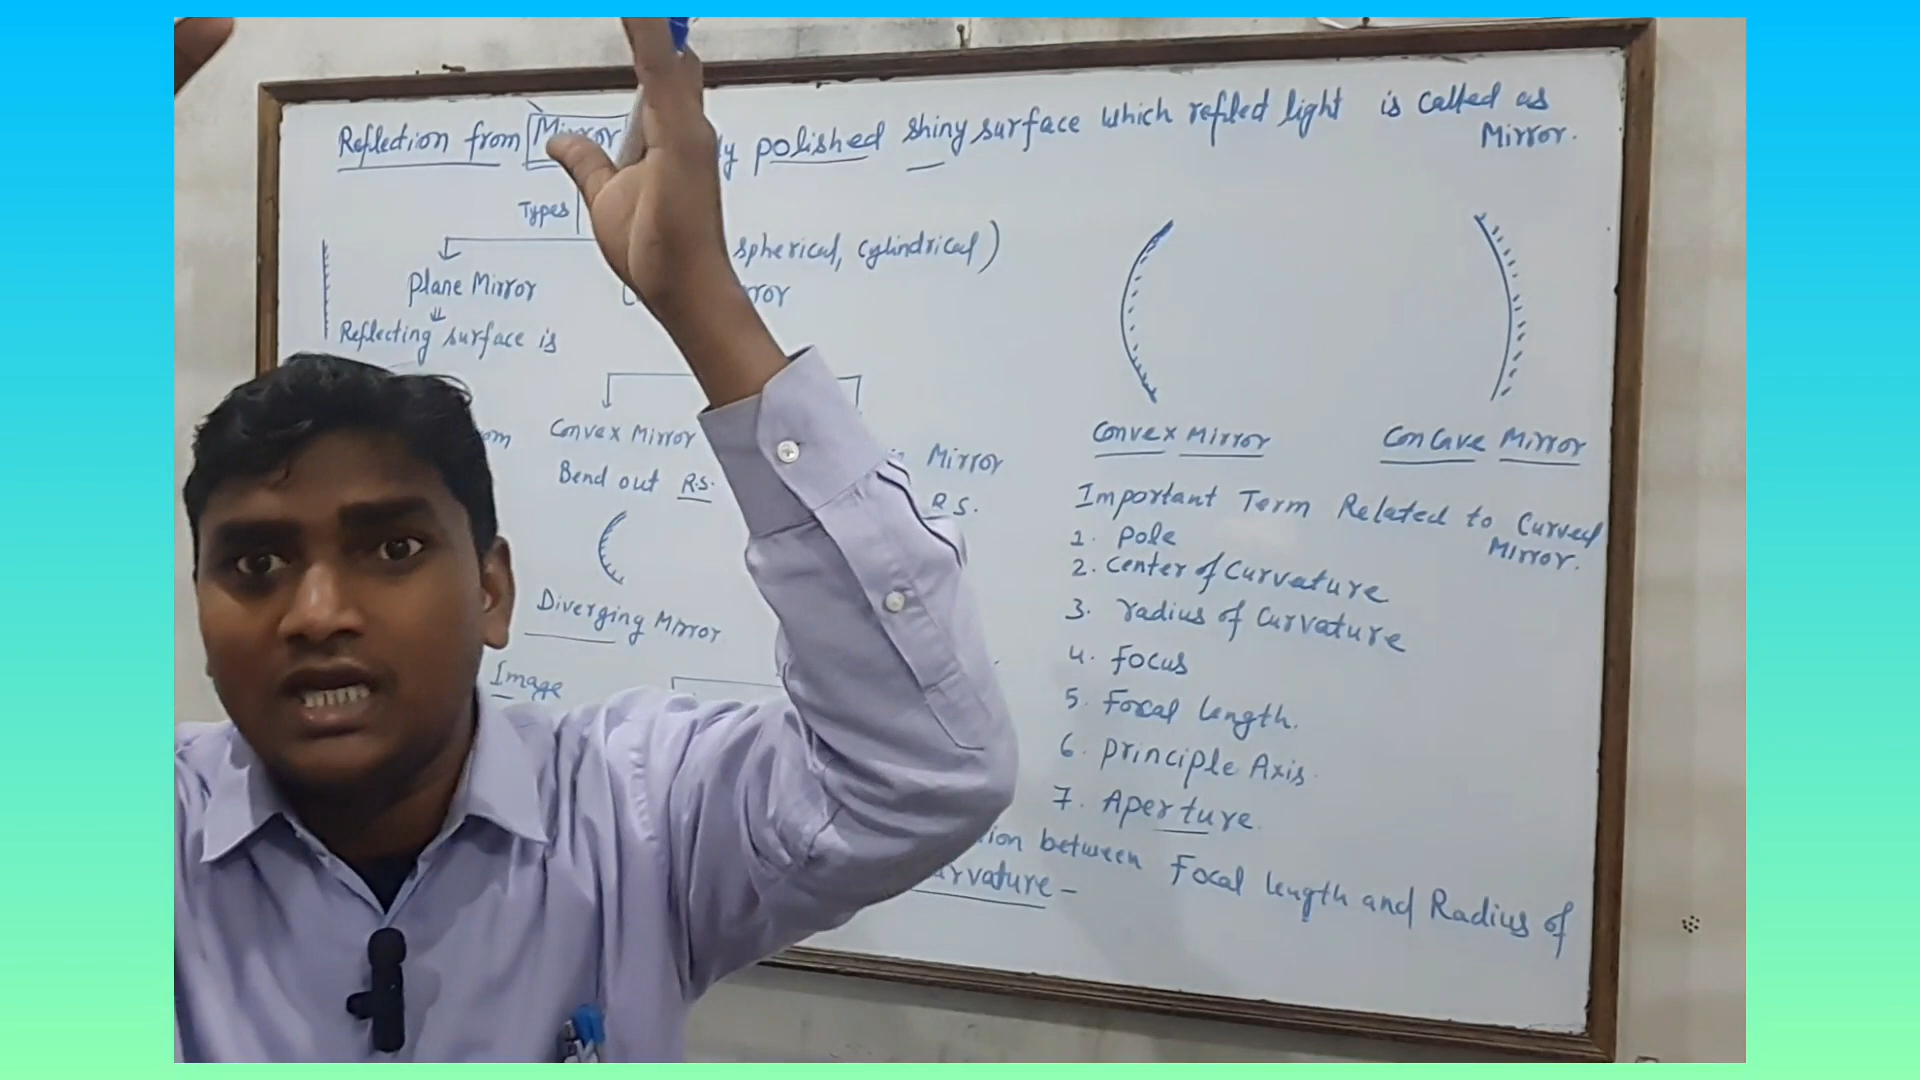 Reflection from Mirror polished shiny surface which refled light is called as
Mirror.
Types
spherical, cylindrical)
Plane Mirror
Reflecting surface is
Convex Mirror
Mirror
Bend out R.S.
R S.
Diverging Mirror
Image
Convex Mirror
Concave Mirror
Important Term Related to Curved
Mirror.
1. Pole
2. Center of Curvature
3. radius of Curvature
4. Focus
5. Focal length.
6. Principle Axis.
7. Aperture.
between Focal length and Radius of